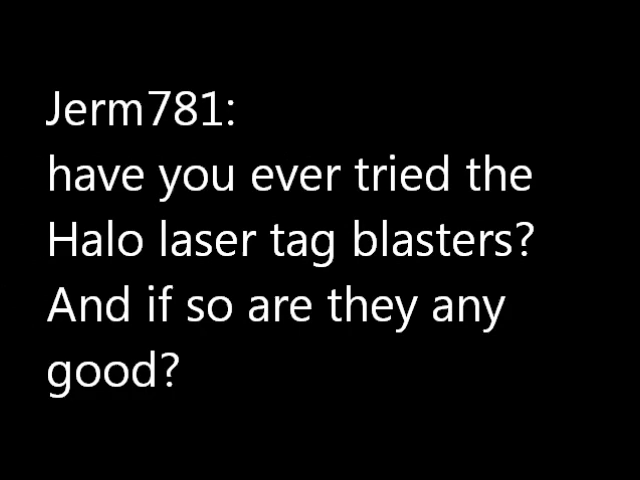 Jerm781:
have you ever tried the
Halo laser tag blasters?
And if so are they any
good?